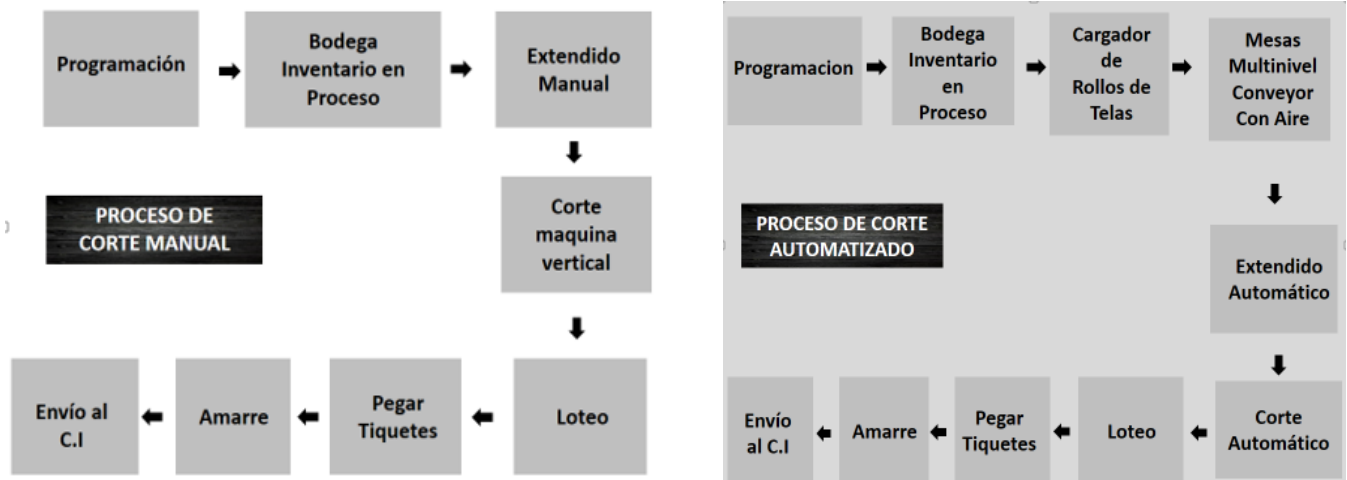 Programación
Bodega
Inventario en
Proceso
Extendido
Manual
Corte
maquina
vertical
PROCESO DE
CORTE MANUAL
Loteo
Pegar
Tiquetes
Amarre
Envío al
C.I
Programacion
Bodega
Inventario
en
Proceso
Cargador
de
Rollos de
Telas
Mesas
Multinivel
Conveyor
Con Aire
PROCESO DE CORTE
AUTOMATIZADO
Extendido
Automático
Corte
Automático
Loteo
Pegar
Tiquetes
Amarre
Envío
al C.I